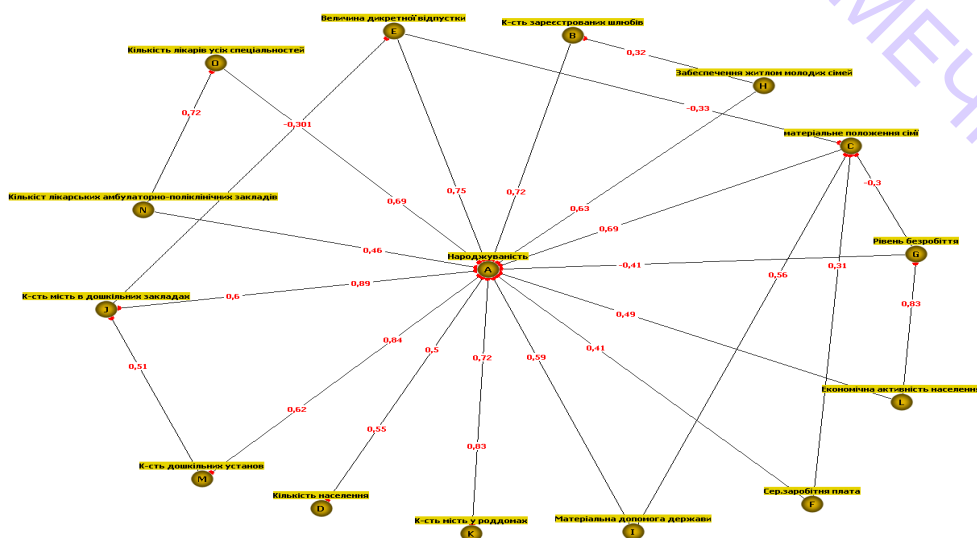 Величина дикретної відпустки
К-сть зареєстрованих шлюбів
E
B
Кількість лікарів усіх спеціальностей
O
0,32
Забеспечення житлом молодих сімей
H
0,72
-0,301
-0,33
матеріальне положення сімї
C
0,75
0,72
-0,3
Кількіст лікарських амбулаторно-поліклінічних закладів
N
0,69
0,63
0,69
0,46
Народжуваність
A
-0,41
0,31
Рівень безробіття
G
0,56
К-сть мість в дошкільних закладах
J
0,6
0,89
0,49
0,83
0,84
0,5
0,72
0,59
0,41
0,51
Економічна активність населення
L
0,62
0,55
0,83
К-сть дошкільних установ
M
Кількість населення
D
К-сть мість у роддомах
K
Матеріальна допомога держави
I
Сер.заробітня плата
F